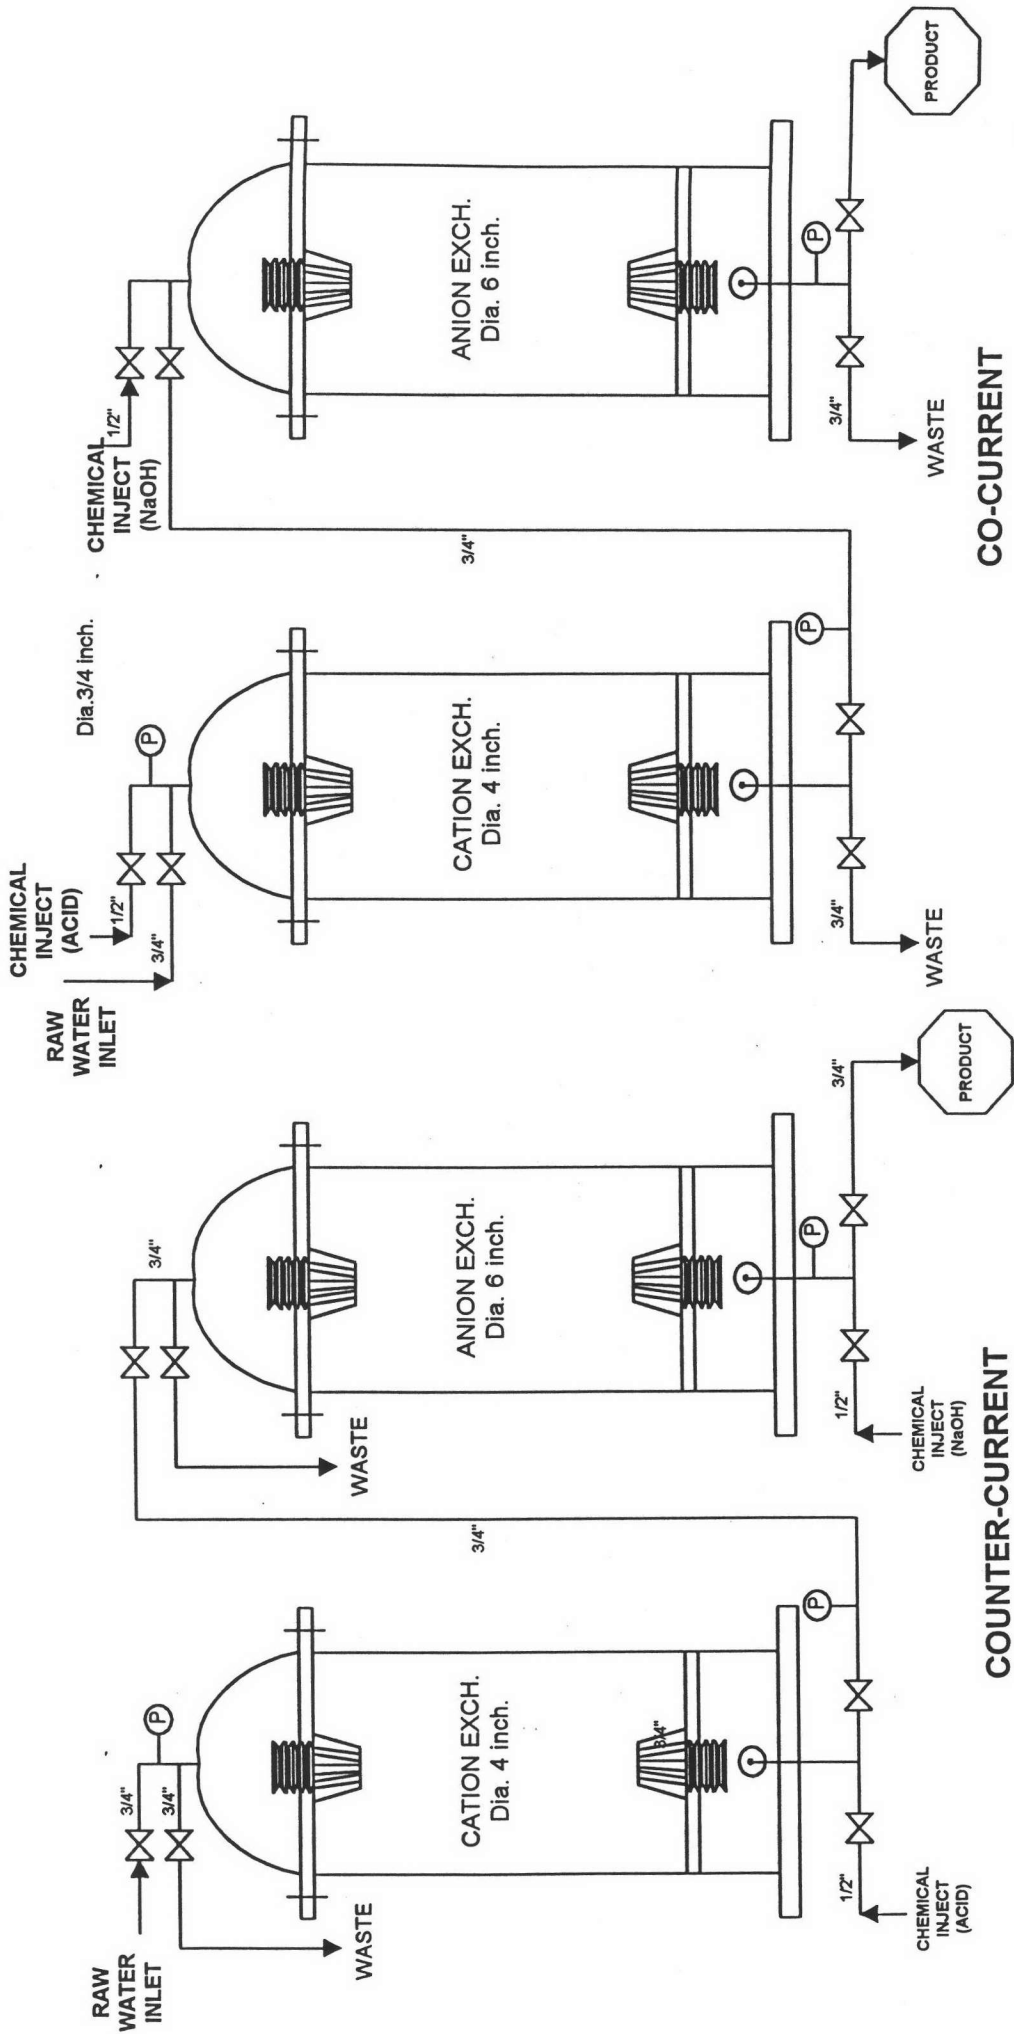 RAW
WATER
INLET
3/4"
3/4"
P
WASTE
CATION EXCH.
Dia. 4 inch.
3/4"
P
1/2"
CHEMICAL
INJECT
(ACID)
3/4"
3/4"
WASTE
ANION EXCH.
Dia. 6 inch.
P
1/2"
3/4"
CHEMICAL
INJECT
(NaOH)
PRODUCT
COUNTER-CURRENT
CHEMICAL
INJECT
(ACID)
RAW
WATER
INLET
1/2"
3/4"
P
Dia.3/4 inch.
CATION EXCH.
Dia. 4 inch.
P
3/4"
WASTE
3/4"
CHEMICAL
INJECT
(NaOH)
1/2"
ANION EXCH.
Dia. 6 inch.
P
3/4"
WASTE
PRODUCT
CO-CURRENT